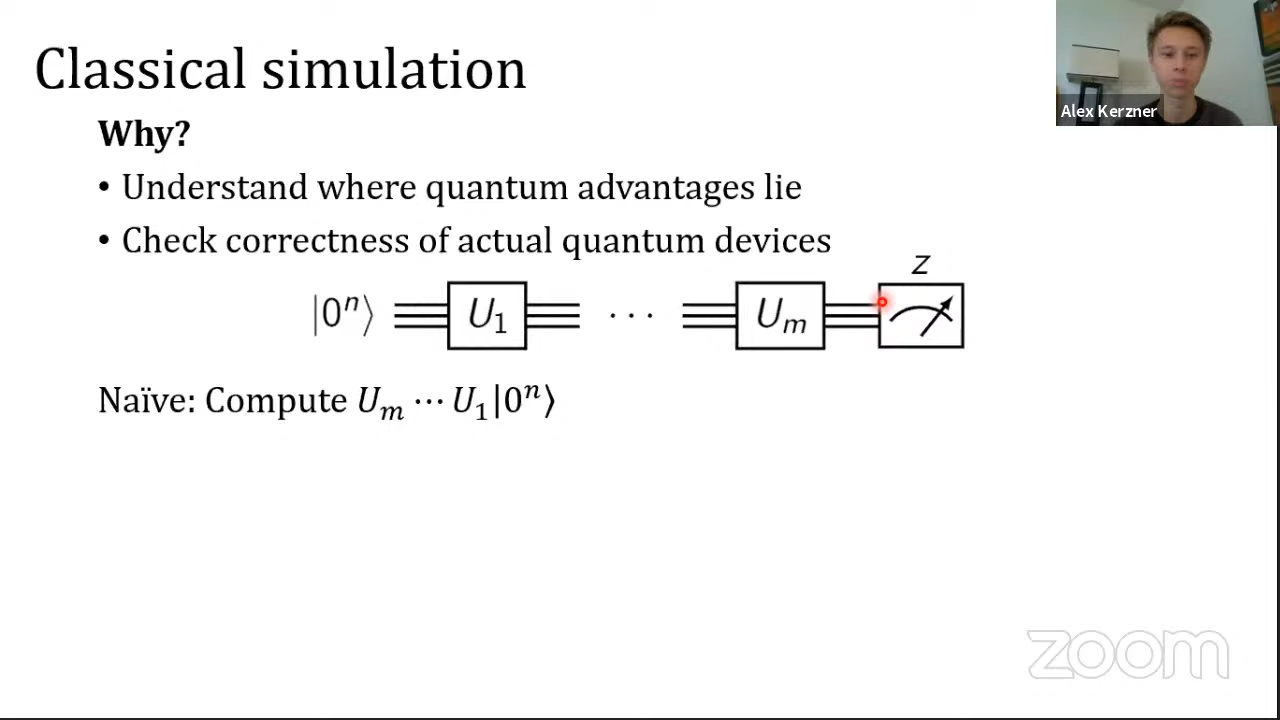 Classical simulation
Alex Kerzner
Why?
• Understand where quantum advantages lie
• Check correctness of actual quantum devices
Z
|0ⁿ⟩ U₁ ··· Uₘ
Naïve: Compute Uₘ ⋯ U₁|0ⁿ⟩
zoom